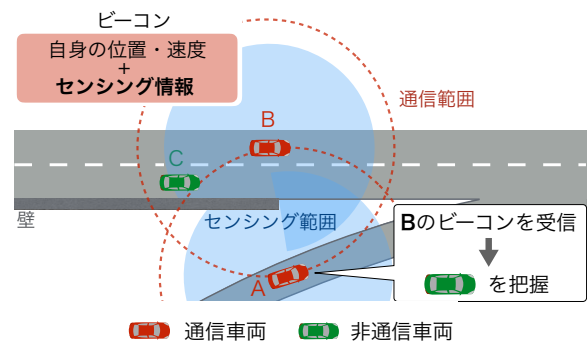 ビーコン
自身の位置・速度
+
センシング情報
通信範囲
B
C
壁
センシング範囲
A
Bのビーコンを受信
を把握
通信車両
非通信車両